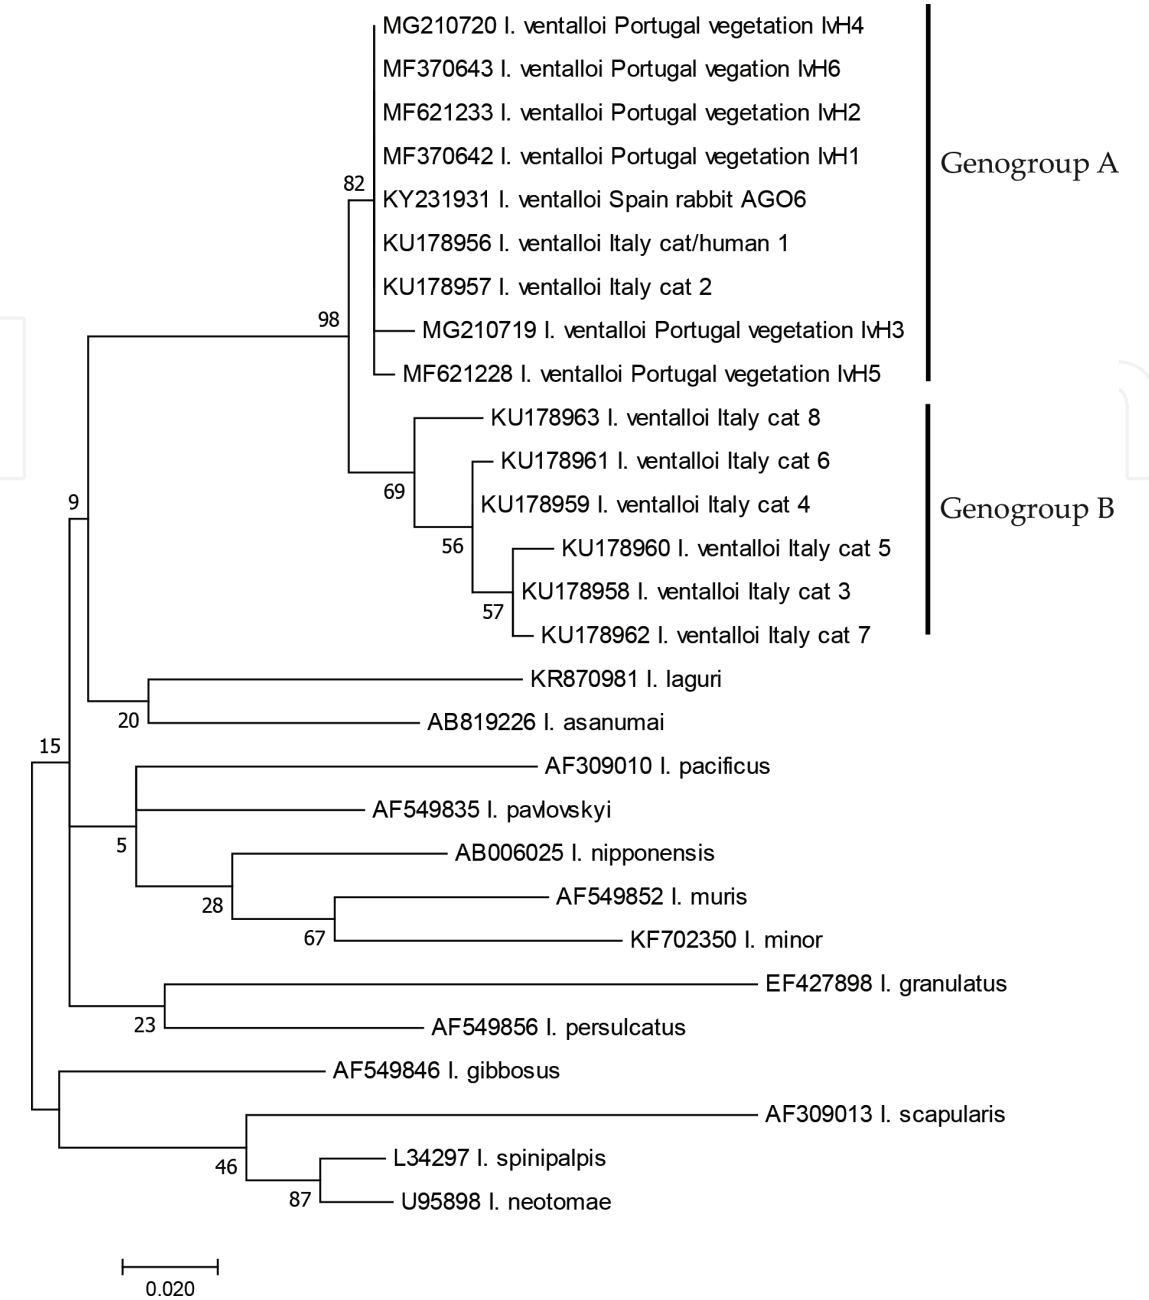 MG210720 I. ventalloi Portugal vegetation IvH4
MF370643 I. ventalloi Portugal vegation IvH6
MF621233 I. ventalloi Portugal vegetation IvH2
MF370642 I. ventalloi Portugal vegetation IvH1
Genogroup A
82
KY231931 I. ventalloi Spain rabbit AGO6
KU178956 I. ventalloi Italy cat/human 1
KU178957 I. ventalloi Italy cat 2
98
MG210719 I. ventalloi Portugal vegetation IvH3
MF621228 I. ventalloi Portugal vegetation IvH5
KU178963 I. ventalloi Italy cat 8
KU178961 I. ventalloi Italy cat 6
69
9
KU178959 I. ventalloi Italy cat 4
Genogroup B
56
KU178960 I. ventalloi Italy cat 5
KU178958 I. ventalloi Italy cat 3
57
KU178962 I. ventalloi Italy cat 7
KR870981 I. laguri
20
AB819226 I. asanumai
15
AF309010 I. pacificus
AF549835 I. pavlovskyi
5
AB006025 I. nipponensis
28
AF549852 I. muris
67
KF702350 I. minor
EF427898 I. granulatus
23
AF549856 I. persulcatus
AF549846 I. gibbosus
AF309013 I. scapularis
46
L34297 I. spinipalpis
87
U95898 I. neotomae
0.020